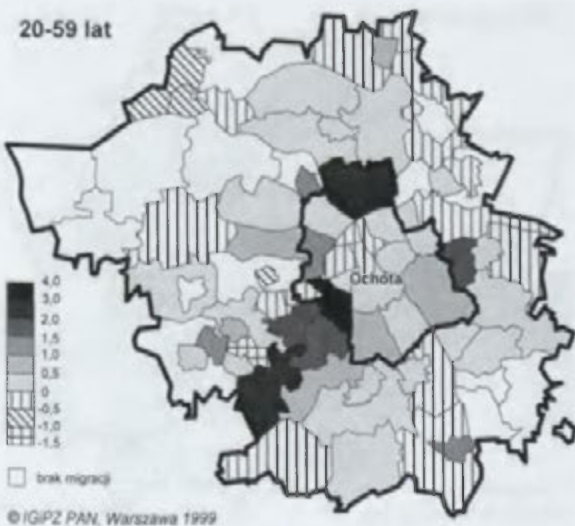 20-59 lat
Ochota
4,0
3,0
2,0
1,5
1,0
0,5
0
-0,5
-1,0
-1,5
brak migracji
© IGiPZ PAN, Warszawa 1999